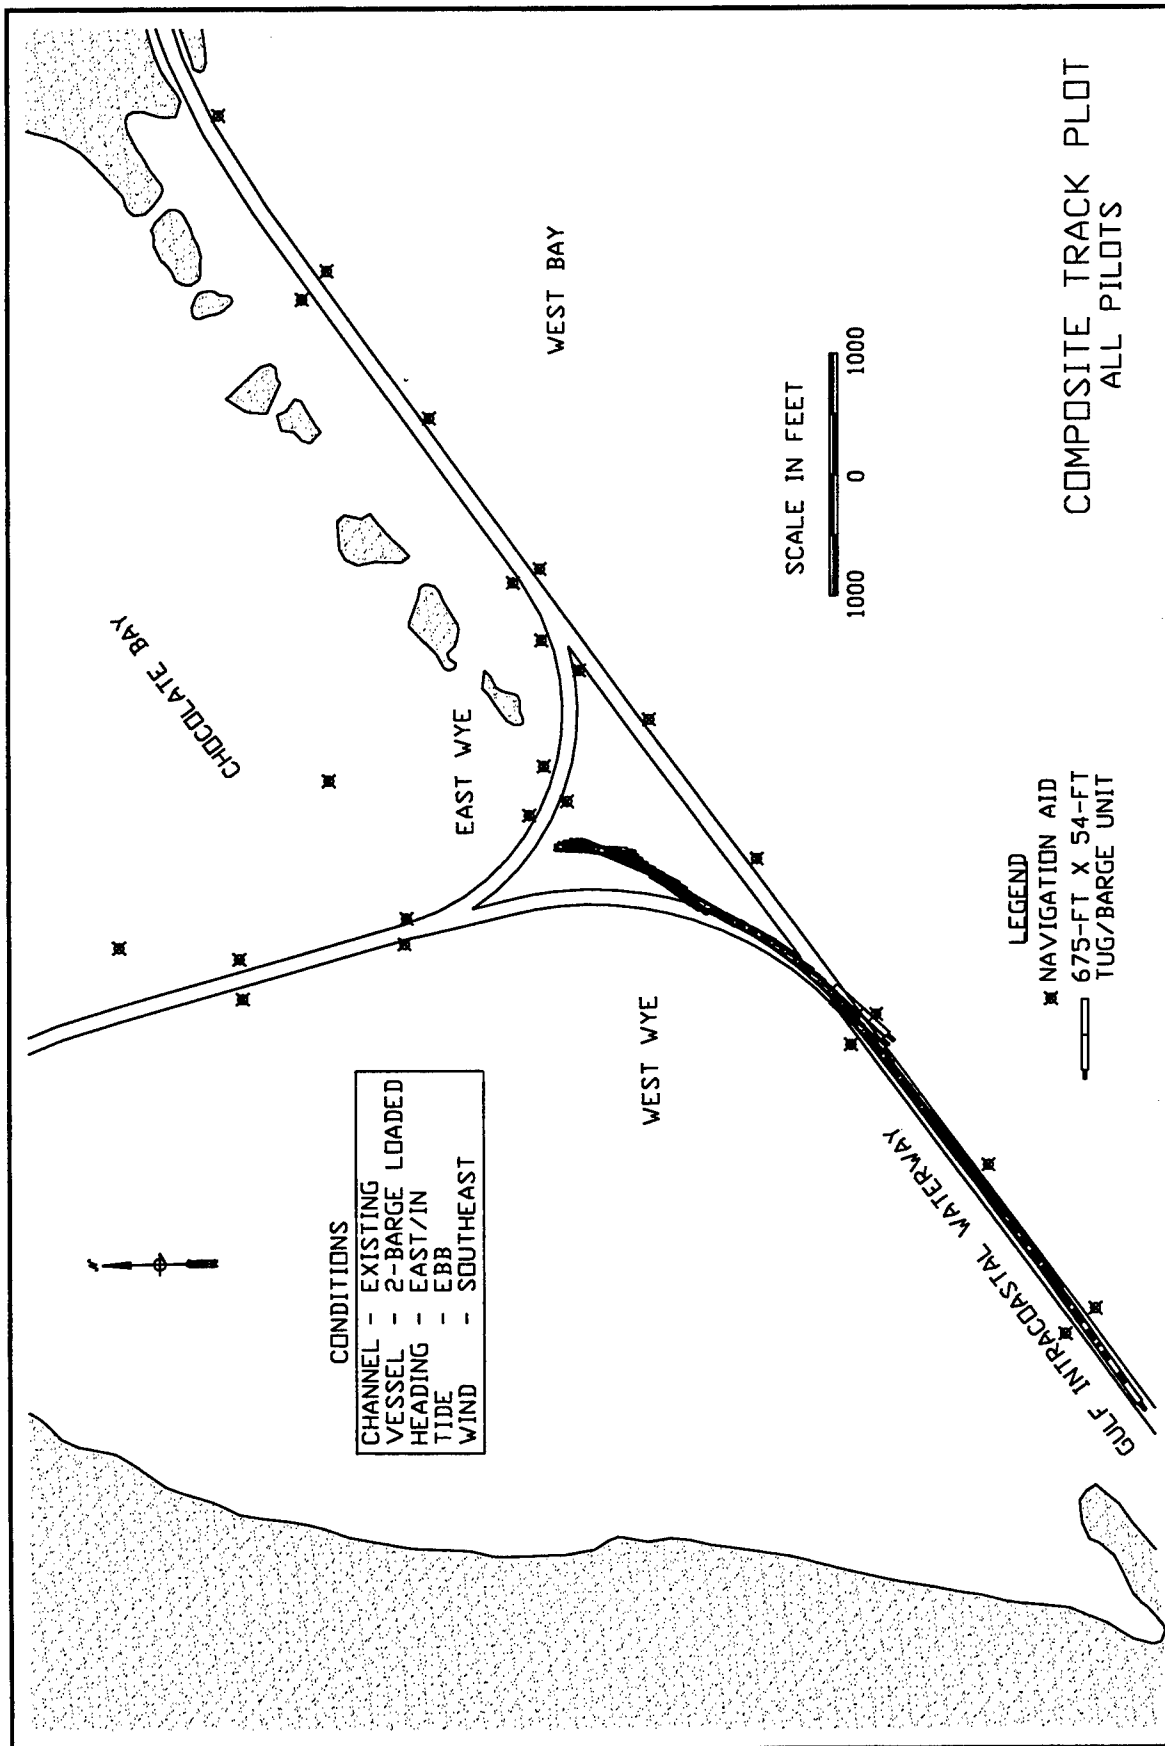 CHOCOLATE BAY
EAST WYE
WEST BAY
WEST WYE
GULF INTRACOASTAL WATERWAY
N
CONDITIONS
CHANNEL - EXISTING
VESSEL - 2-BARGE LOADED
HEADING - EAST/IN
TIDE - EBB
WIND - SOUTHEAST
SCALE IN FEET
1000 0 1000
LEGEND
NAVIGATION AID
675-FT X 54-FT
TUG/BARGE UNIT
COMPOSITE TRACK PLOT
ALL PILOTS